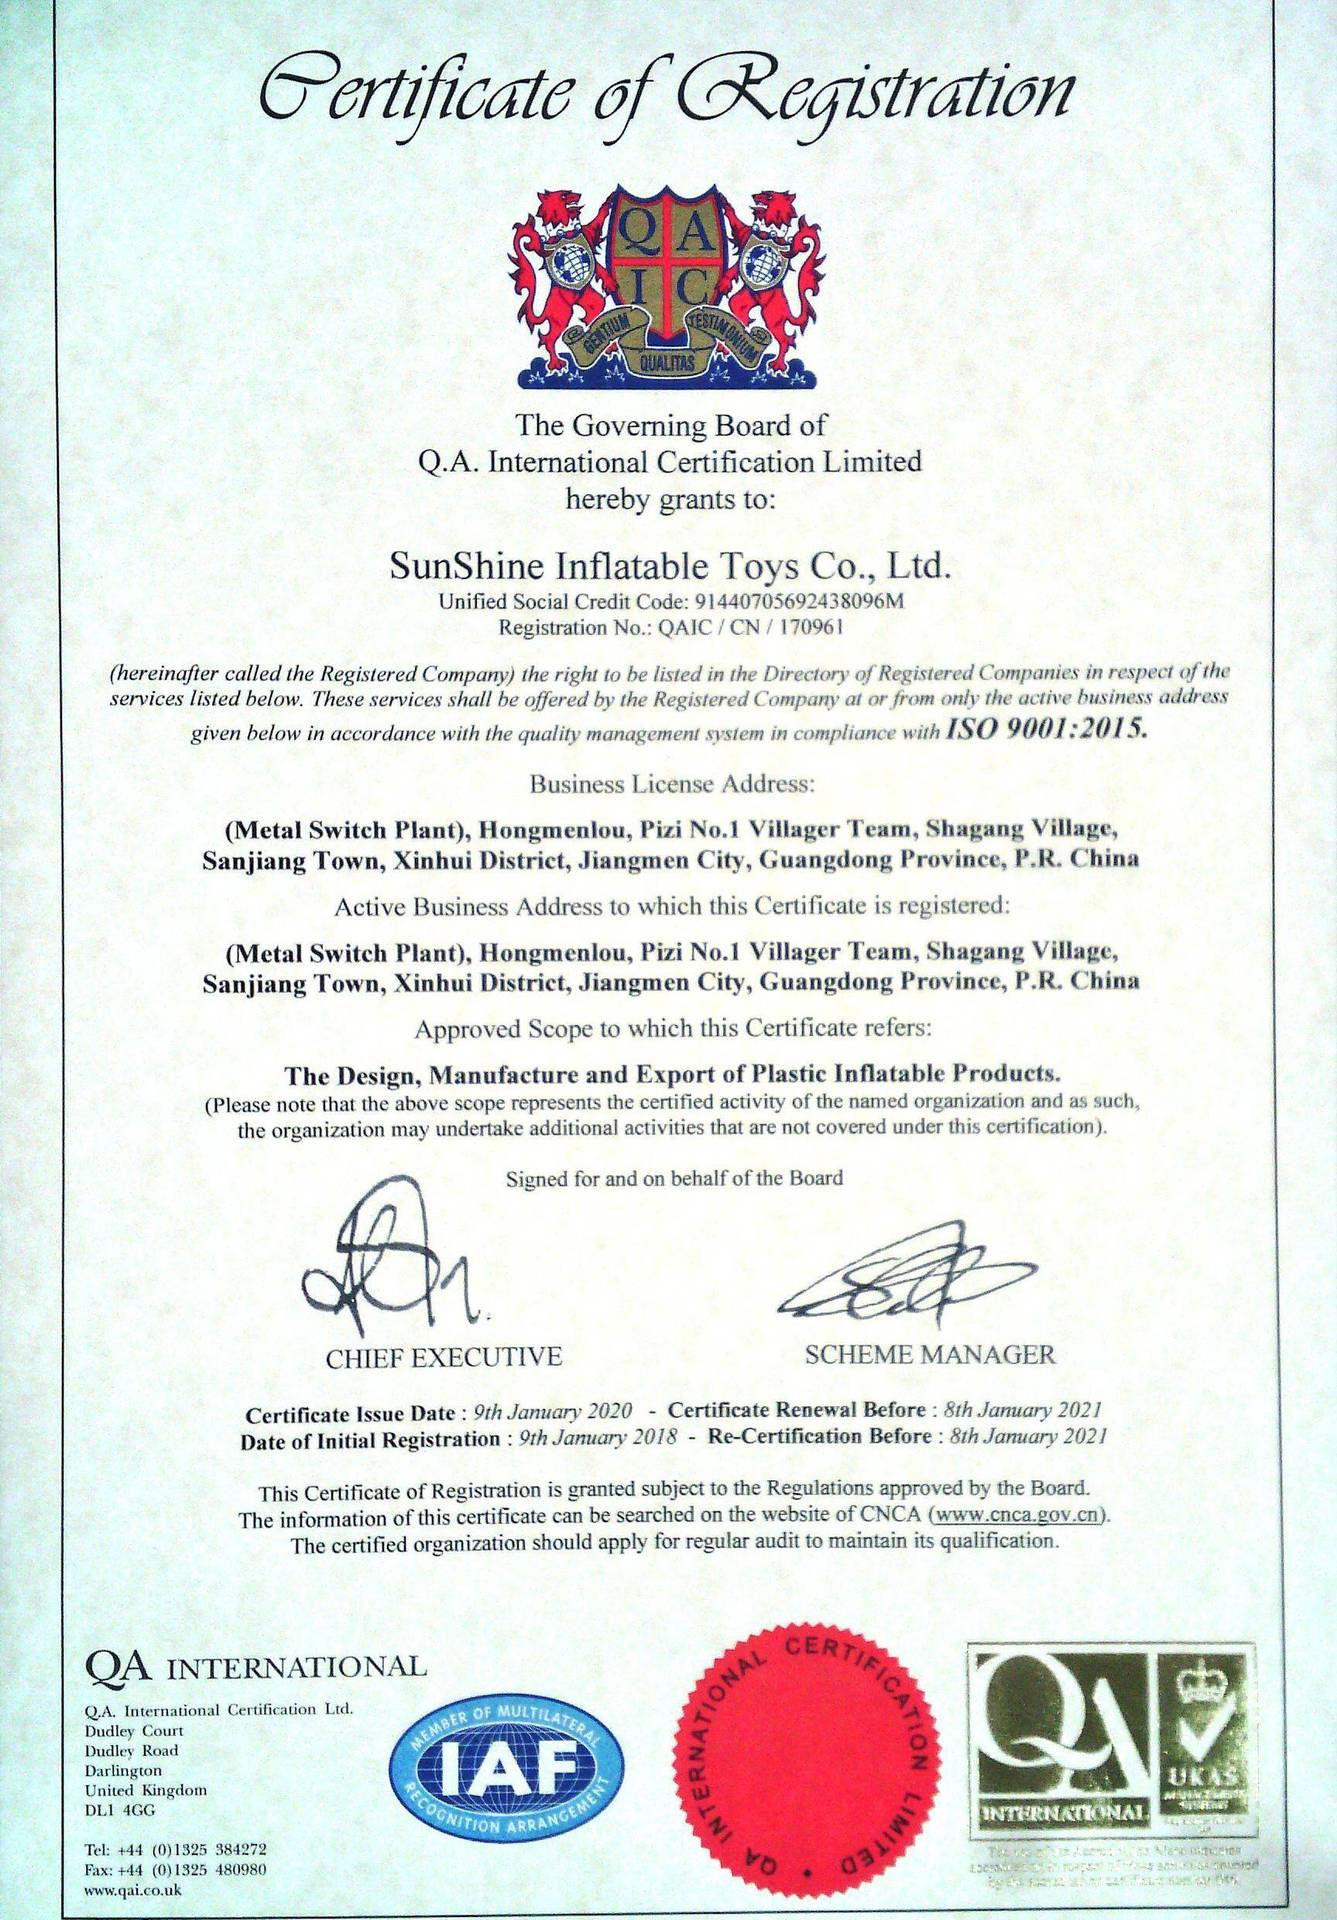 Certificate of Registration
Q A
I C
GENTIUM QUALITAS TESTIMONIUM
The Governing Board of
Q.A. International Certification Limited
hereby grants to:
SunShine Inflatable Toys Co., Ltd.
Unified Social Credit Code: 91440705692438096M
Registration No.: QAIC / CN / 170961
(hereinafter called the Registered Company) the right to be listed in the Directory of Registered Companies in respect of the
services listed below. These services shall be offered by the Registered Company at or from only the active business address
given below in accordance with the quality management system in compliance with ISO 9001:2015.
Business License Address:
(Metal Switch Plant), Hongmenlou, Pizi No.1 Villager Team, Shagang Village,
Sanjiang Town, Xinhui District, Jiangmen City, Guangdong Province, P.R. China
Active Business Address to which this Certificate is registered:
(Metal Switch Plant), Hongmenlou, Pizi No.1 Villager Team, Shagang Village,
Sanjiang Town, Xinhui District, Jiangmen City, Guangdong Province, P.R. China
Approved Scope to which this Certificate refers:
The Design, Manufacture and Export of Plastic Inflatable Products.
(Please note that the above scope represents the certified activity of the named organization and as such,
the organization may undertake additional activities that are not covered under this certification).
Signed for and on behalf of the Board
CHIEF EXECUTIVE SCHEME MANAGER
Certificate Issue Date : 9th January 2020 - Certificate Renewal Before : 8th January 2021
Date of Initial Registration : 9th January 2018 - Re-Certification Before : 8th January 2021
This Certificate of Registration is granted subject to the Regulations approved by the Board.
The information of this certificate can be searched on the website of CNCA (www.cnca.gov.cn).
The certified organization should apply for regular audit to maintain its qualification.
QA INTERNATIONAL
Q.A. International Certification Ltd.
Dudley Court
Dudley Road
Darlington
United Kingdom
DL1 4GG
Tel: +44 (0)1325 384272
Fax: +44 (0)1325 480980
www.qai.co.uk
MEMBER OF MULTILATERAL
IAF
RECOGNITION ARRANGEMENT
QA INTERNATIONAL CERTIFICATION LIMITED
QA
INTERNATIONAL
UKAS